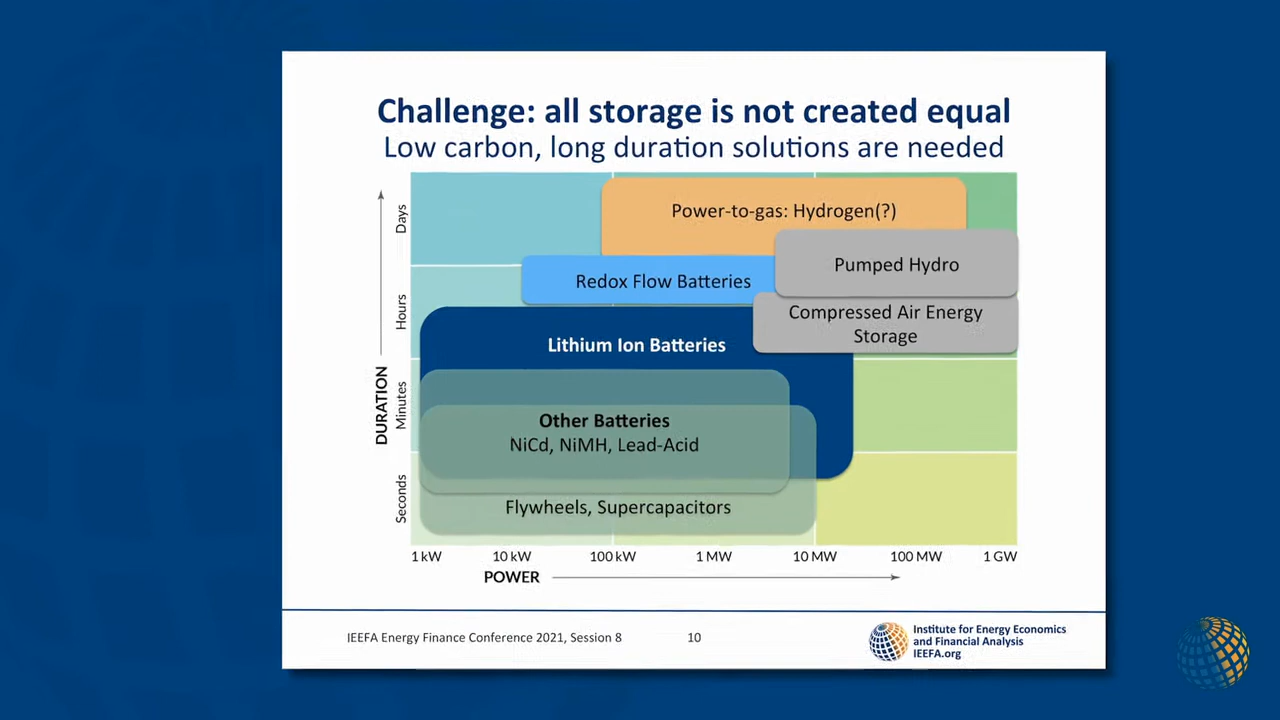 Challenge: all storage is not created equal
Low carbon, long duration solutions are needed
Days
Hours
Minutes
Seconds
DURATION
Power-to-gas: Hydrogen(?)
Pumped Hydro
Redox Flow Batteries
Compressed Air Energy
Storage
Lithium Ion Batteries
Other Batteries
NiCd, NiMH, Lead-Acid
Flywheels, Supercapacitors
1 kW 10 kW 100 kW 1 MW 10 MW 100 MW 1 GW
POWER
IEEFA Energy Finance Conference 2021, Session 8 10
Institute for Energy Economics
and Financial Analysis
IEEFA.org